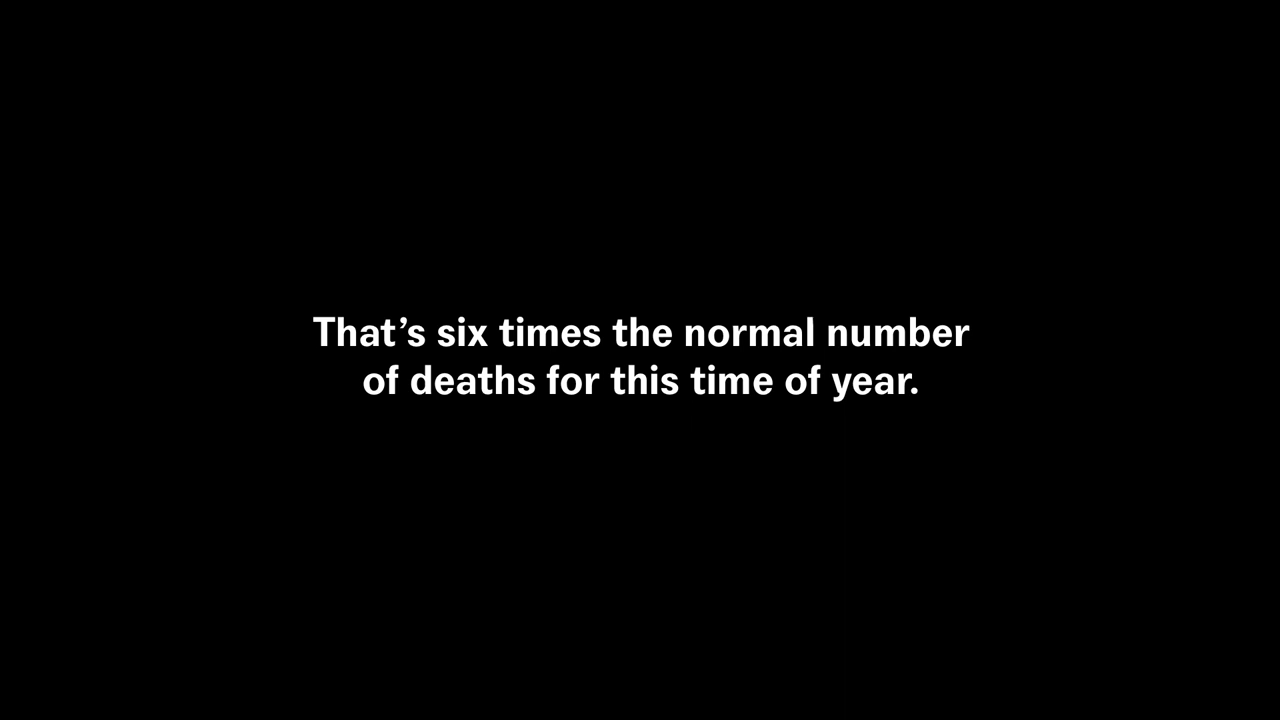 That’s six times the normal number
of deaths for this time of year.